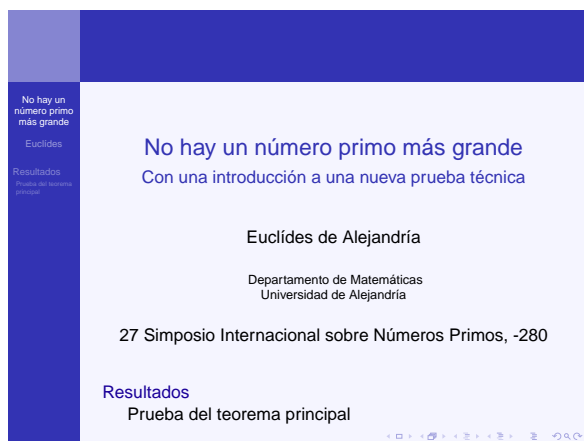 No hay un
número primo
más grande
Euclídes
Resultados
Prueba del teorema
principal
No hay un número primo más grande
Con una introducción a una nueva prueba técnica
Euclídes de Alejandría
Departamento de Matemáticas
Universidad de Alejandría
27 Simposio Internacional sobre Números Primos, -280
Resultados
Prueba del teorema principal